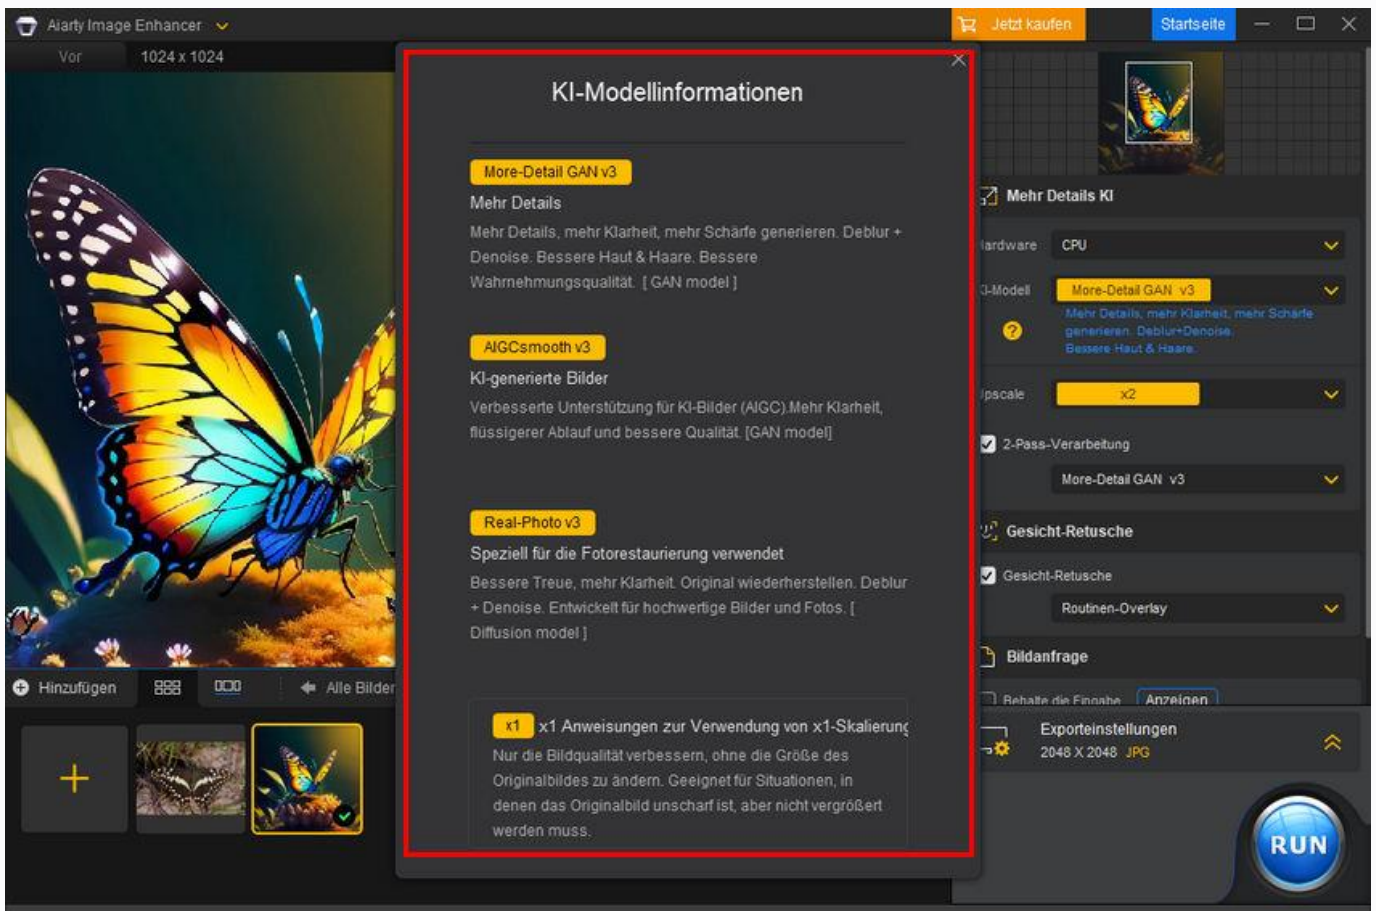 Aiarty Image Enhancer
Jetzt kaufen
Startseite
Vor
1024 x 1024
KI-Modellinformationen
More-Detail GAN v3
Mehr Details
Mehr Details, mehr Klarheit, mehr Schärfe generieren. Deblur +
Denoise. Bessere Haut & Haare. Bessere
Wahrnehmungsqualität. [ GAN model ]
AIGCsmooth v3
KI-generierte Bilder
Verbesserte Unterstützung für KI-Bilder (AIGC).Mehr Klarheit,
flüssigerer Ablauf und bessere Qualität. [GAN model]
Real-Photo v3
Speziell für die Fotorestaurierung verwendet
Bessere Treue, mehr Klarheit. Original wiederherstellen. Deblur
+ Denoise. Entwickelt für hochwertige Bilder und Fotos. [
Diffusion model ]
x1 x1 Anweisungen zur Verwendung von x1-Skalierung
Nur die Bildqualität verbessern, ohne die Größe des
Originalbildes zu ändern. Geeignet für Situationen, in
denen das Originalbild unscharf ist, aber nicht vergrößert
werden muss.
Mehr Details KI
ardware CPU
I-Modell More-Detail GAN v3
Mehr Details, mehr Klarheit, mehr Schärfe
generieren. Deblur+Denoise.
Bessere Haut & Haare.
pscale x2
2-Pass-Verarbeitung
More-Detail GAN v3
Gesicht-Retusche
Gesicht-Retusche
Routinen-Overlay
Bildanfrage
Behalte die Eingabe Anzeigen
Exporteinstellungen
2048 X 2048 JPG
RUN
Hinzufügen
Alle Bilder